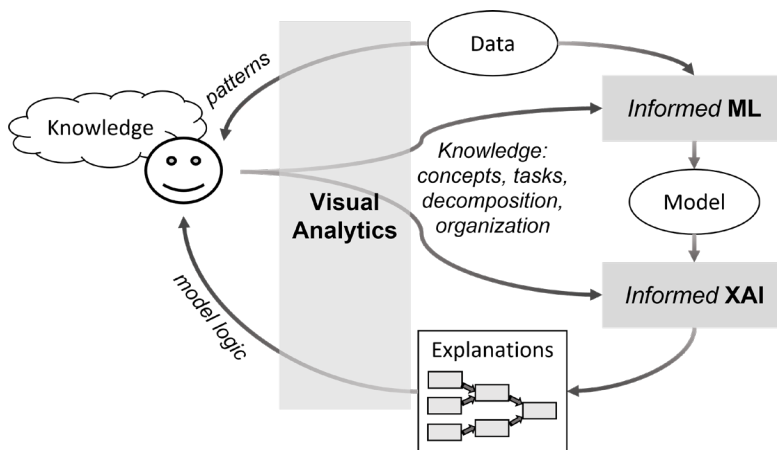 Data
patterns
Knowledge
Informed ML
Knowledge:
concepts, tasks,
decomposition,
organization
Visual
Analytics
Model
Informed XAI
model logic
Explanations